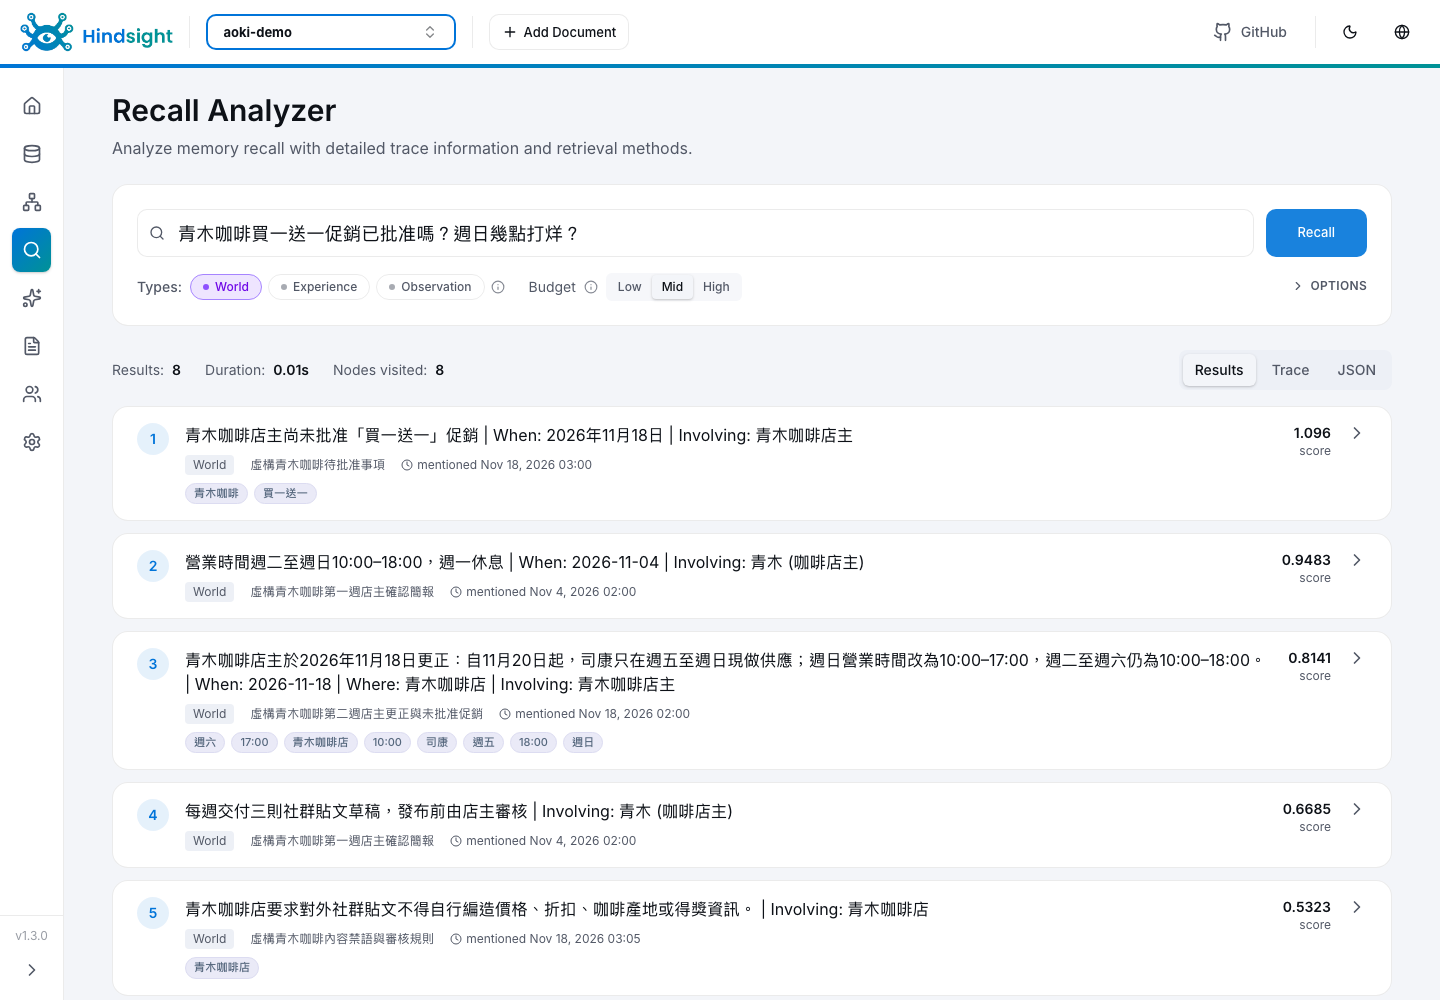 Hindsight
aoki-demo
Add Document
GitHub
Recall Analyzer
Analyze memory recall with detailed trace information and retrieval methods.
青木咖啡買一送一促銷已批准嗎？週日幾點打烊？
Recall
Types: World Experience Observation Budget Low Mid High OPTIONS
Results: 8 Duration: 0.01s Nodes visited: 8
Results Trace JSON
1
青木咖啡店主尚未批准「買一送一」促銷 | When: 2026年11月18日 | Involving: 青木咖啡店主
1.096
score
World 虛構青木咖啡待批准事項 mentioned Nov 18, 2026 03:00
青木咖啡 買一送一
2
營業時間週二至週日10:00–18:00，週一休息 | When: 2026-11-04 | Involving: 青木 (咖啡店主)
0.9483
score
World 虛構青木咖啡第一週店主確認簡報 mentioned Nov 4, 2026 02:00
3
青木咖啡店主於2026年11月18日更正：自11月20日起，司康只在週五至週日現做供應；週日營業時間改為10:00–17:00，週二至週六仍為10:00–18:00。
| When: 2026-11-18 | Where: 青木咖啡店 | Involving: 青木咖啡店主
0.8141
score
World 虛構青木咖啡第二週店主更正與未批准促銷 mentioned Nov 18, 2026 02:00
週六 17:00 青木咖啡店 10:00 司康 週五 18:00 週日
4
每週交付三則社群貼文草稿，發布前由店主審核 | Involving: 青木 (咖啡店主)
0.6685
score
World 虛構青木咖啡第一週店主確認簡報 mentioned Nov 4, 2026 02:00
5
青木咖啡店要求對外社群貼文不得自行編造價格、折扣、咖啡產地或得獎資訊。 | Involving: 青木咖啡店
0.5323
score
World 虛構青木咖啡內容禁語與審核規則 mentioned Nov 18, 2026 03:05
青木咖啡店
v1.3.0